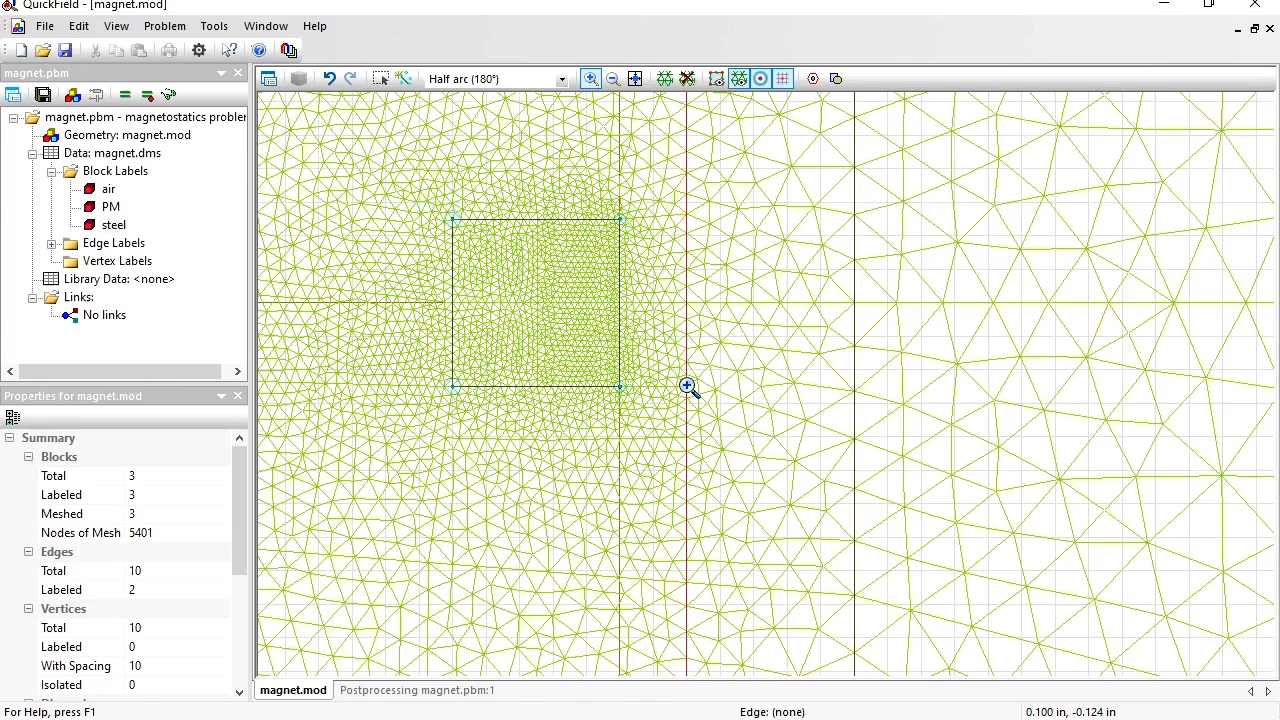 QuickField - [magnet.mod]
File Edit View Problem Tools Window Help
magnet.pbm
Half arc (180°)
magnet.pbm - magnetostatics probler
Geometry: magnet.mod
Data: magnet.dms
Block Labels
air
PM
steel
Edge Labels
Vertex Labels
Library Data: <none>
Links:
No links
Properties for magnet.mod
Summary
Blocks
Total 3
Labeled 3
Meshed 3
Nodes of Mesh 5401
Edges
Total 10
Labeled 2
Vertices
Total 10
Labeled 0
With Spacing 10
Isolated 0
magnet.mod Postprocessing magnet.pbm:1
For Help, press F1 Edge: (none) 0.100 in, -0.124 in